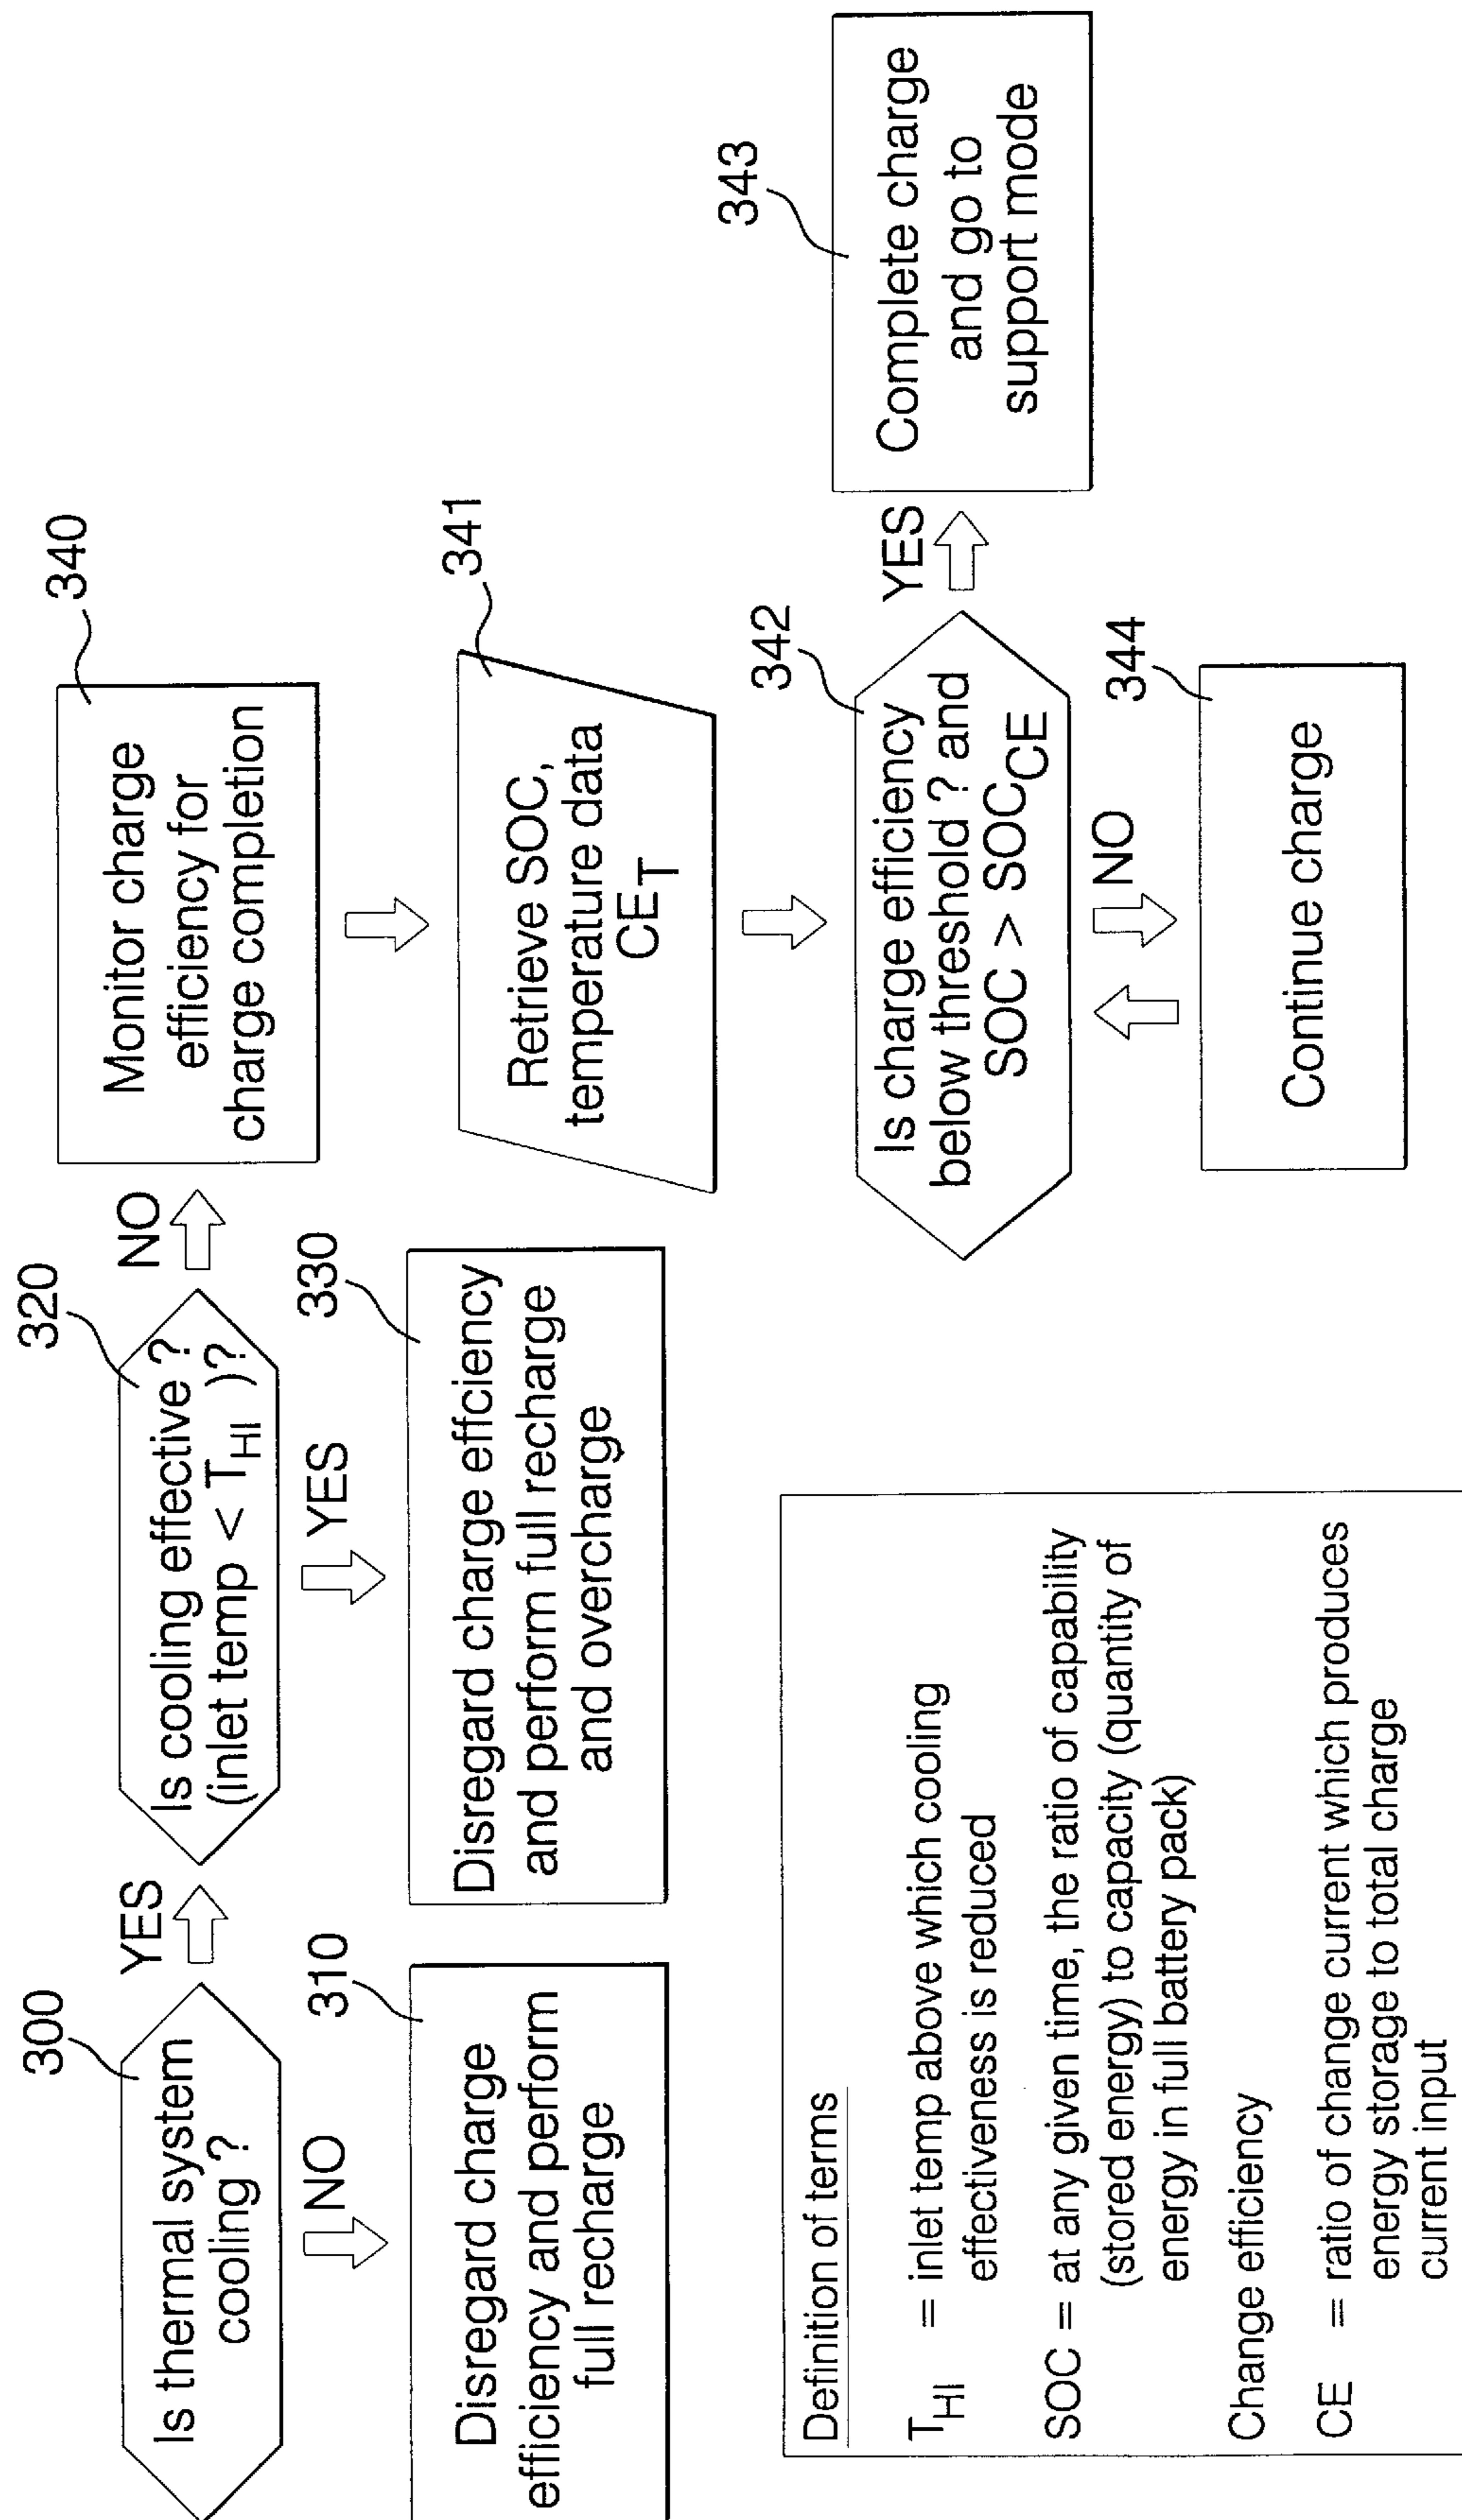 300
Is thermal system
cooling ?
YES
NO
310
Disregard charge
efficiency and perform
full recharge
320
Is cooling effective ?
(inlet temp < THI )?
NO
YES
330
Disregard charge effciency
and perform full recharge
and overcharge
340
Monitor charge
efficiency for
charge completion
341
Retrieve SOC,
temperature data
CET
342
Is charge efficiency
below threshold ? and
SOC > SOCCE
YES
343
Complete charge
and go to
support mode
NO
344
Continue charge
Definition of terms
THI = inlet temp above which cooling
effectiveness is reduced
SOC = at any given time, the ratio of capability
(stored energy) to capacity (quantity of
energy in full battery pack)
Change efficiency
CE = ratio of change current which produces
energy storage to total charge
current input